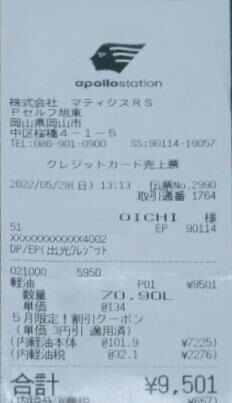 apollostation
株式会社 マティクスRS
Pセルフ旭東
岡山県岡山市
中区桜橋4-1-5
TEL:086-901-0900 SS:90114-19057
クレジットカード売上票
2022/05/29(日) 13:13 伝票No.2990
取引通番 1764
OICHI 様
51 EP 90114
XXXXXXXXXXXX4002
DP/EP(出光クレジット
021000 5950
軽油 P01 ¥9501
数量 70.90L
単価 @134
5月限定!割引クーポン
(単価 3円引 適用済)
(内軽油本体 @101.9 ¥7225)
(内軽油税 @32.1 ¥2276)
合計 ¥9,501